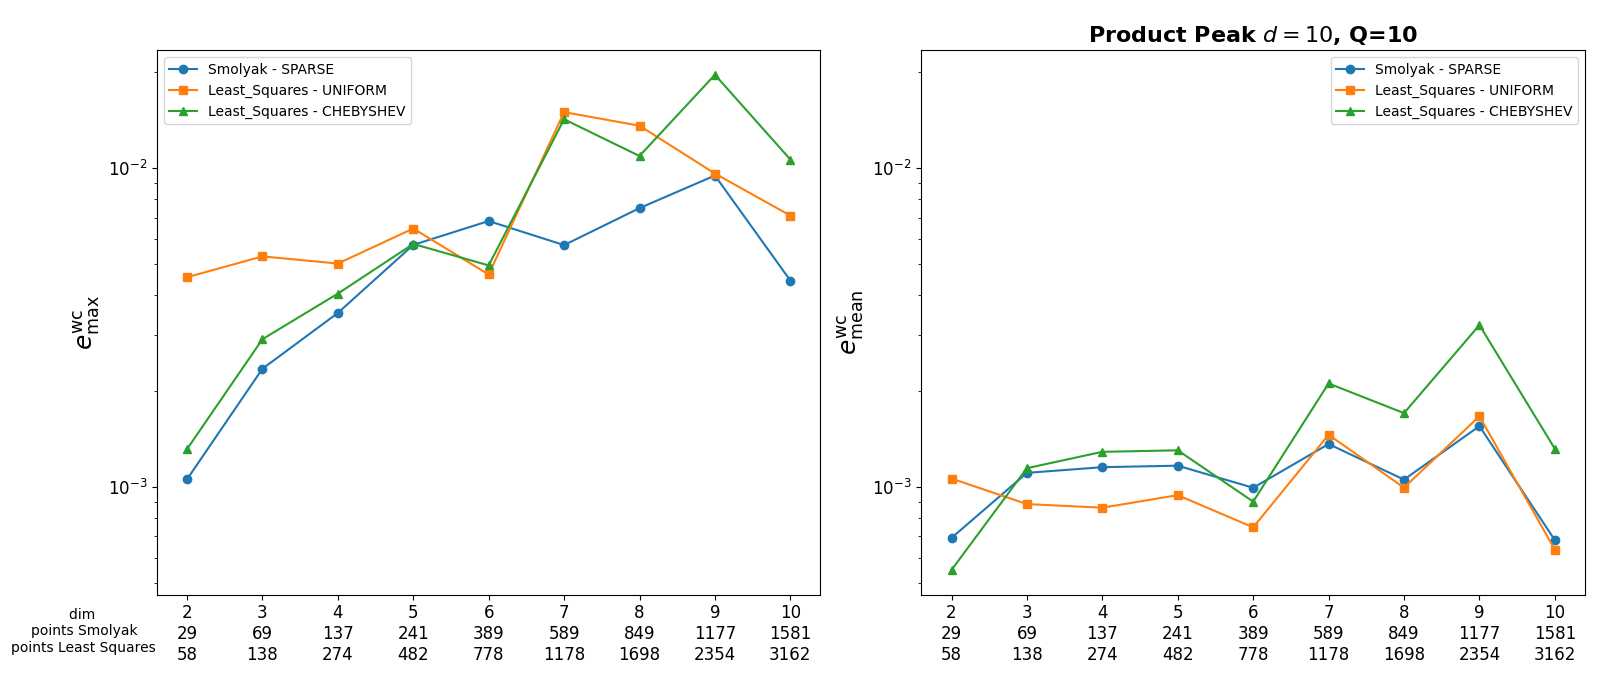 Product Peak d = 10, Q=10
Smolyak - SPARSE
Least_Squares - UNIFORM
Least_Squares - CHEBYSHEV
10⁻²
10⁻³
e^wc_max
dim 2 3 4 5 6 7 8 9 10
points Smolyak 29 69 137 241 389 589 849 1177 1581
points Least Squares 58 138 274 482 778 1178 1698 2354 3162
Smolyak - SPARSE
Least_Squares - UNIFORM
Least_Squares - CHEBYSHEV
10⁻²
10⁻³
e^wc_mean
2 3 4 5 6 7 8 9 10
29 69 137 241 389 589 849 1177 1581
58 138 274 482 778 1178 1698 2354 3162